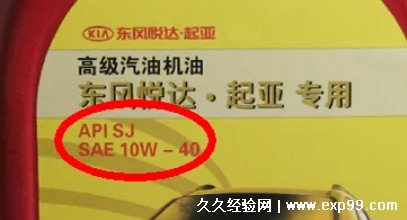 KIA 东风悦达·起亚
高级汽油机油
东风悦达·起亚 专用
API SJ
SAE 10W - 40
久久经验网
www.exp99.com